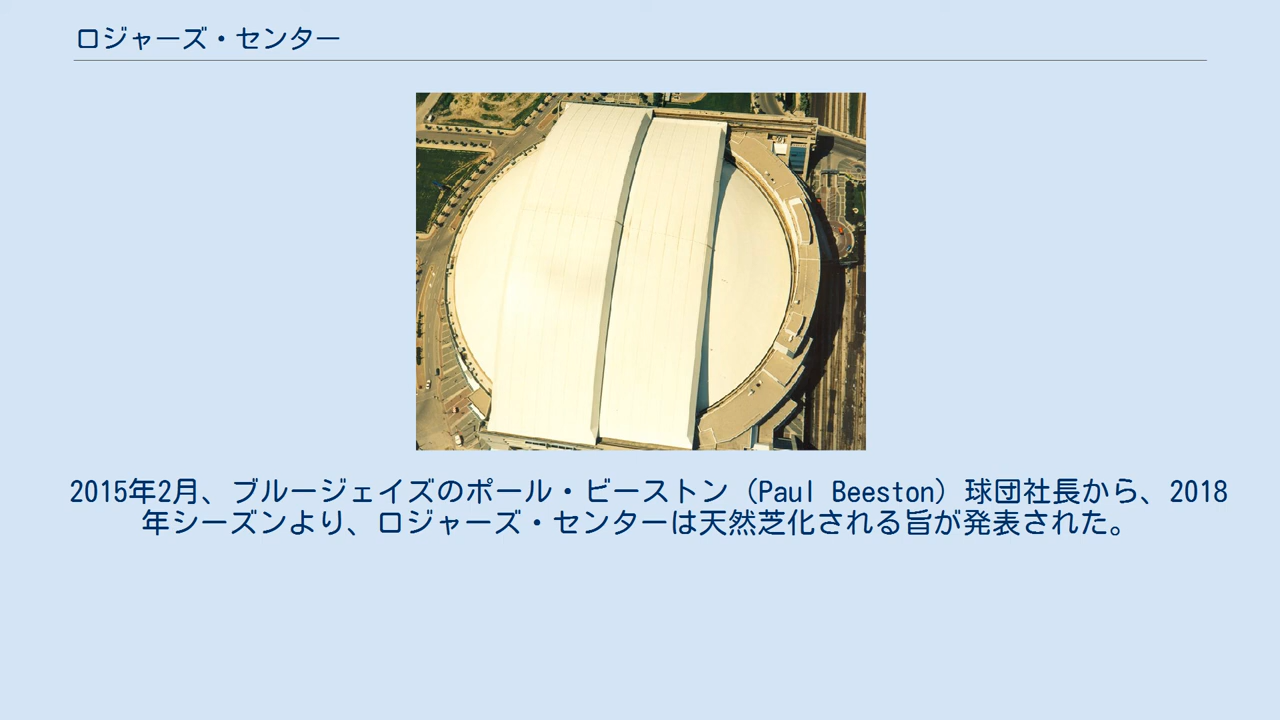 ロジャーズ・センター
2015年2月、ブルージェイズのポール・ビーストン（Paul Beeston）球団社長から、2018
年シーズンより、ロジャーズ・センターは天然芝化される旨が発表された。